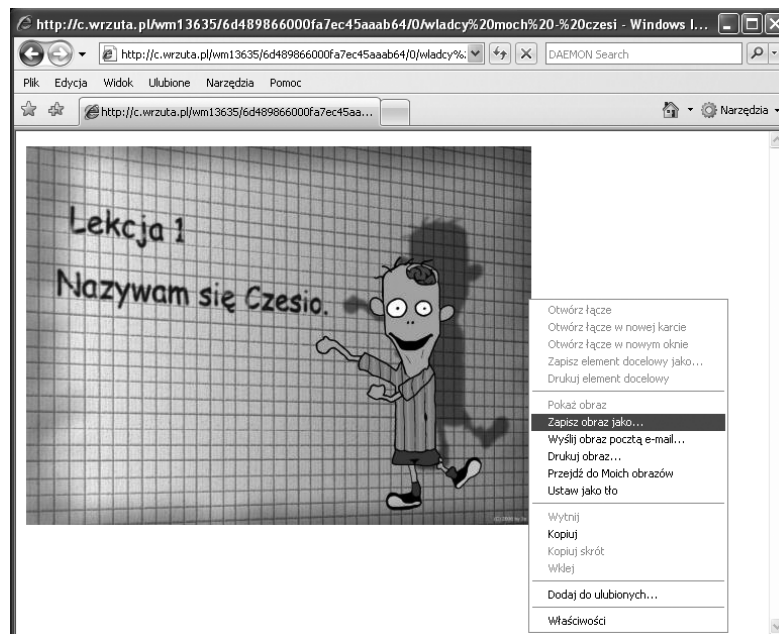 http://c.wrzuta.pl/wm13635/6d489866000fa7ec45aaab64/0/wladcy%20moch%20-%20czesi - Windows I...
http://c.wrzuta.pl/wm13635/6d489866000fa7ec45aaab64/0/wladcy%:
DAEMON Search
Plik Edycja Widok Ulubione Narzędzia Pomoc
http://c.wrzuta.pl/wm13635/6d489866000fa7ec45aa...
Narzędzia
Lekcja 1
Nazywam się Czesio.
Otwórz łącze
Otwórz łącze w nowej karcie
Otwórz łącze w nowym oknie
Zapisz element docelowy jako...
Drukuj element docelowy
Pokaż obraz
Zapisz obraz jako...
Wyślij obraz pocztą e-mail...
Drukuj obraz...
Przejdź do Moich obrazów
Ustaw jako tło
Wytnij
Kopiuj
Kopiuj skrót
Wklej
Dodaj do ulubionych...
Właściwości